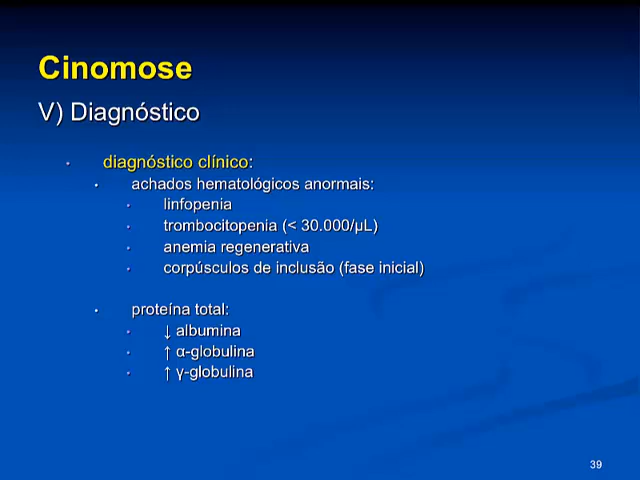 Cinomose
V) Diagnóstico
• diagnóstico clínico:
• achados hematológicos anormais:
• linfopenia
• trombocitopenia (< 30.000/µL)
• anemia regenerativa
• corpúsculos de inclusão (fase inicial)
• proteína total:
• ↓ albumina
• ↑ α-globulina
• ↑ γ-globulina
39